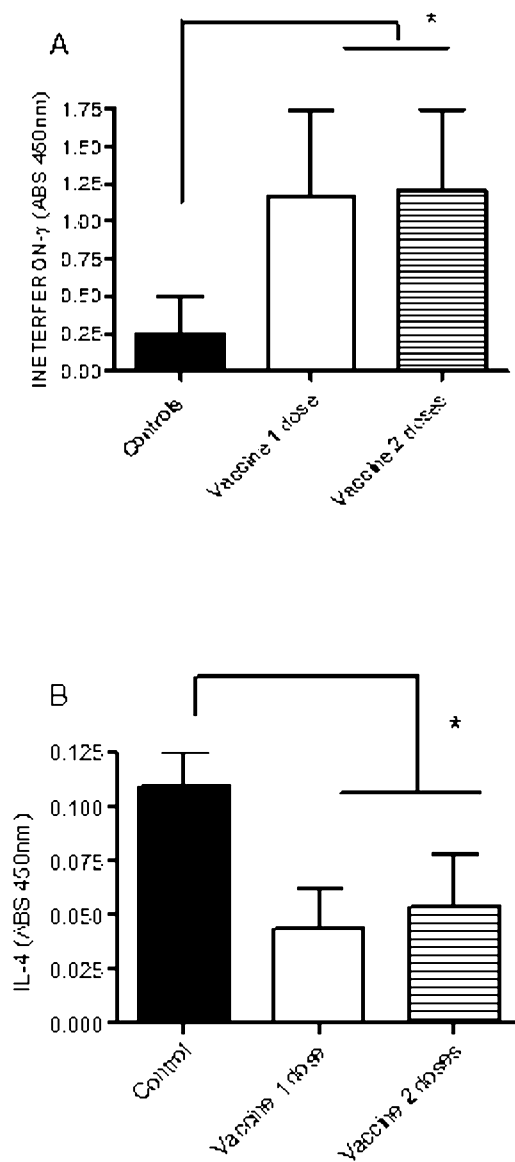 A
*
INETERFERON-γ (ABS 450nm)
1.75
1.50
1.25
1.00
0.75
0.50
0.25
0.00
Controls
Vaccine 1 dose
Vaccine 2 doses
B
*
IL-4 (ABS 450nm)
0.125
0.100
0.075
0.050
0.025
0.000
Control
Vaccine 1 dose
Vaccine 2 doses